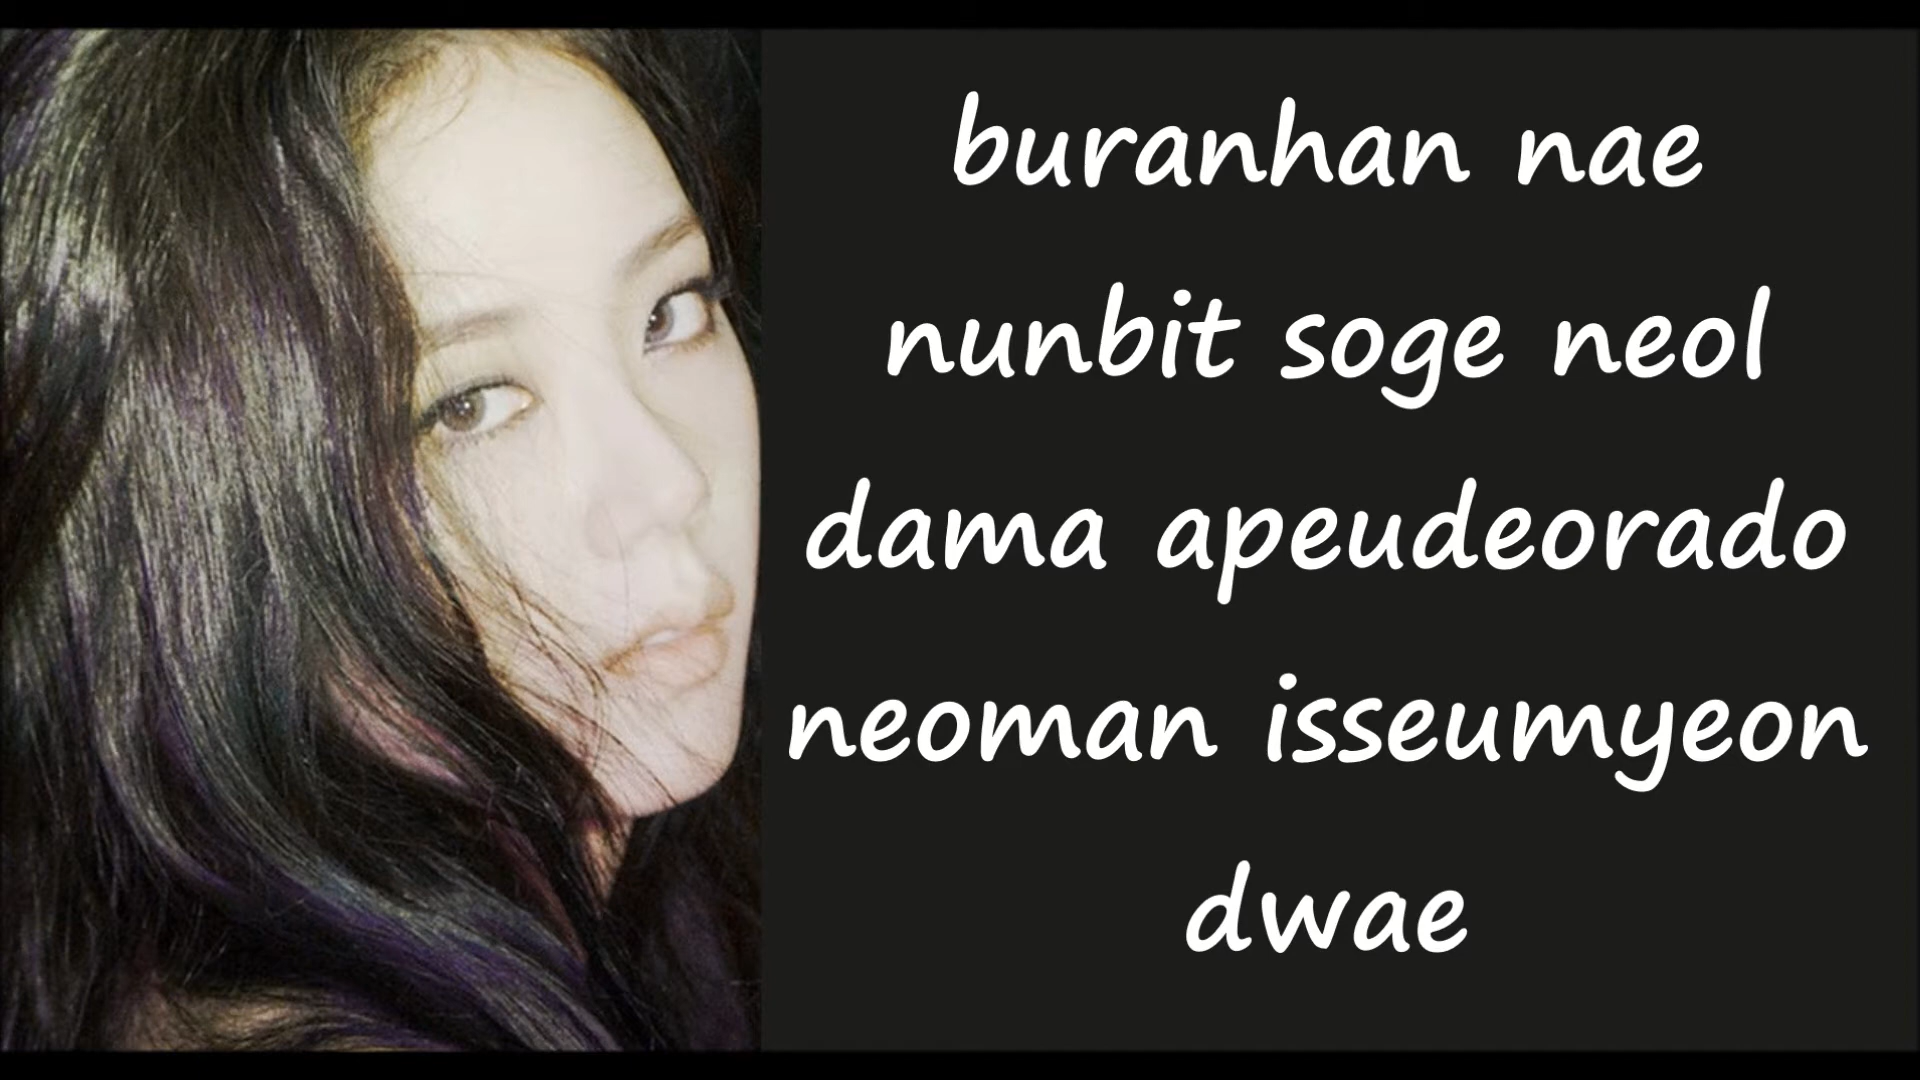 buranhan nae
nunbit soge neol
dama apeudeorado
neoman isseumyeon
dwae